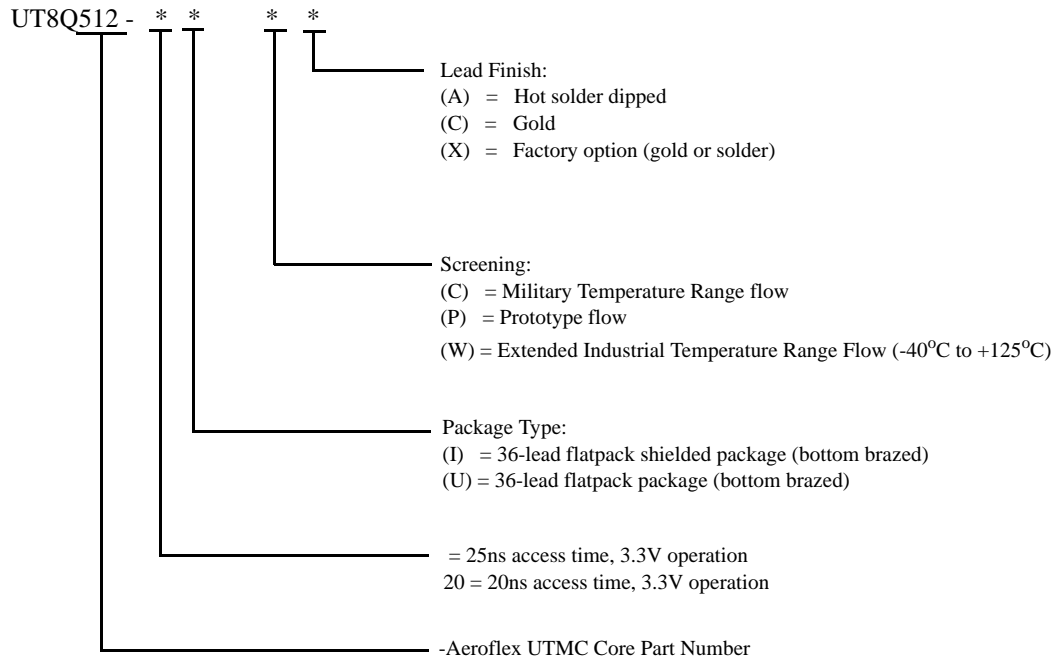 UT8Q512 - * * * *
Lead Finish:
(A) = Hot solder dipped
(C) = Gold
(X) = Factory option (gold or solder)
Screening:
(C) = Military Temperature Range flow
(P) = Prototype flow
(W) = Extended Industrial Temperature Range Flow (-40°C to +125°C)
Package Type:
(I) = 36-lead flatpack shielded package (bottom brazed)
(U) = 36-lead flatpack package (bottom brazed)
= 25ns access time, 3.3V operation
20 = 20ns access time, 3.3V operation
-Aeroflex UTMC Core Part Number